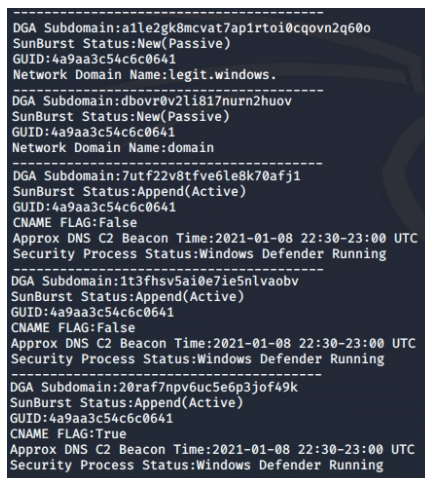 ----------------------------------------
DGA Subdomain:a1le2gk8mcvat7ap1rtoi0cqovn2q60o
SunBurst Status:New(Passive)
GUID:4a9aa3c54c6c0641
Network Domain Name:legit.windows.
----------------------------------------
DGA Subdomain:dbovr0v2li817nurn2huov
SunBurst Status:New(Passive)
GUID:4a9aa3c54c6c0641
Network Domain Name:domain
----------------------------------------
DGA Subdomain:7utf22v8tfve6le8k70afj1
SunBurst Status:Append(Active)
GUID:4a9aa3c54c6c0641
CNAME FLAG:False
Approx DNS C2 Beacon Time:2021-01-08 22:30-23:00 UTC
Security Process Status:Windows Defender Running
----------------------------------------
DGA Subdomain:1t3fhsv5ai0e7ie5nlvaobv
SunBurst Status:Append(Active)
GUID:4a9aa3c54c6c0641
CNAME FLAG:False
Approx DNS C2 Beacon Time:2021-01-08 22:30-23:00 UTC
Security Process Status:Windows Defender Running
----------------------------------------
DGA Subdomain:20raf7npv6uc5e6p3jof49k
SunBurst Status:Append(Active)
GUID:4a9aa3c54c6c0641
CNAME FLAG:True
Approx DNS C2 Beacon Time:2021-01-08 22:30-23:00 UTC
Security Process Status:Windows Defender Running